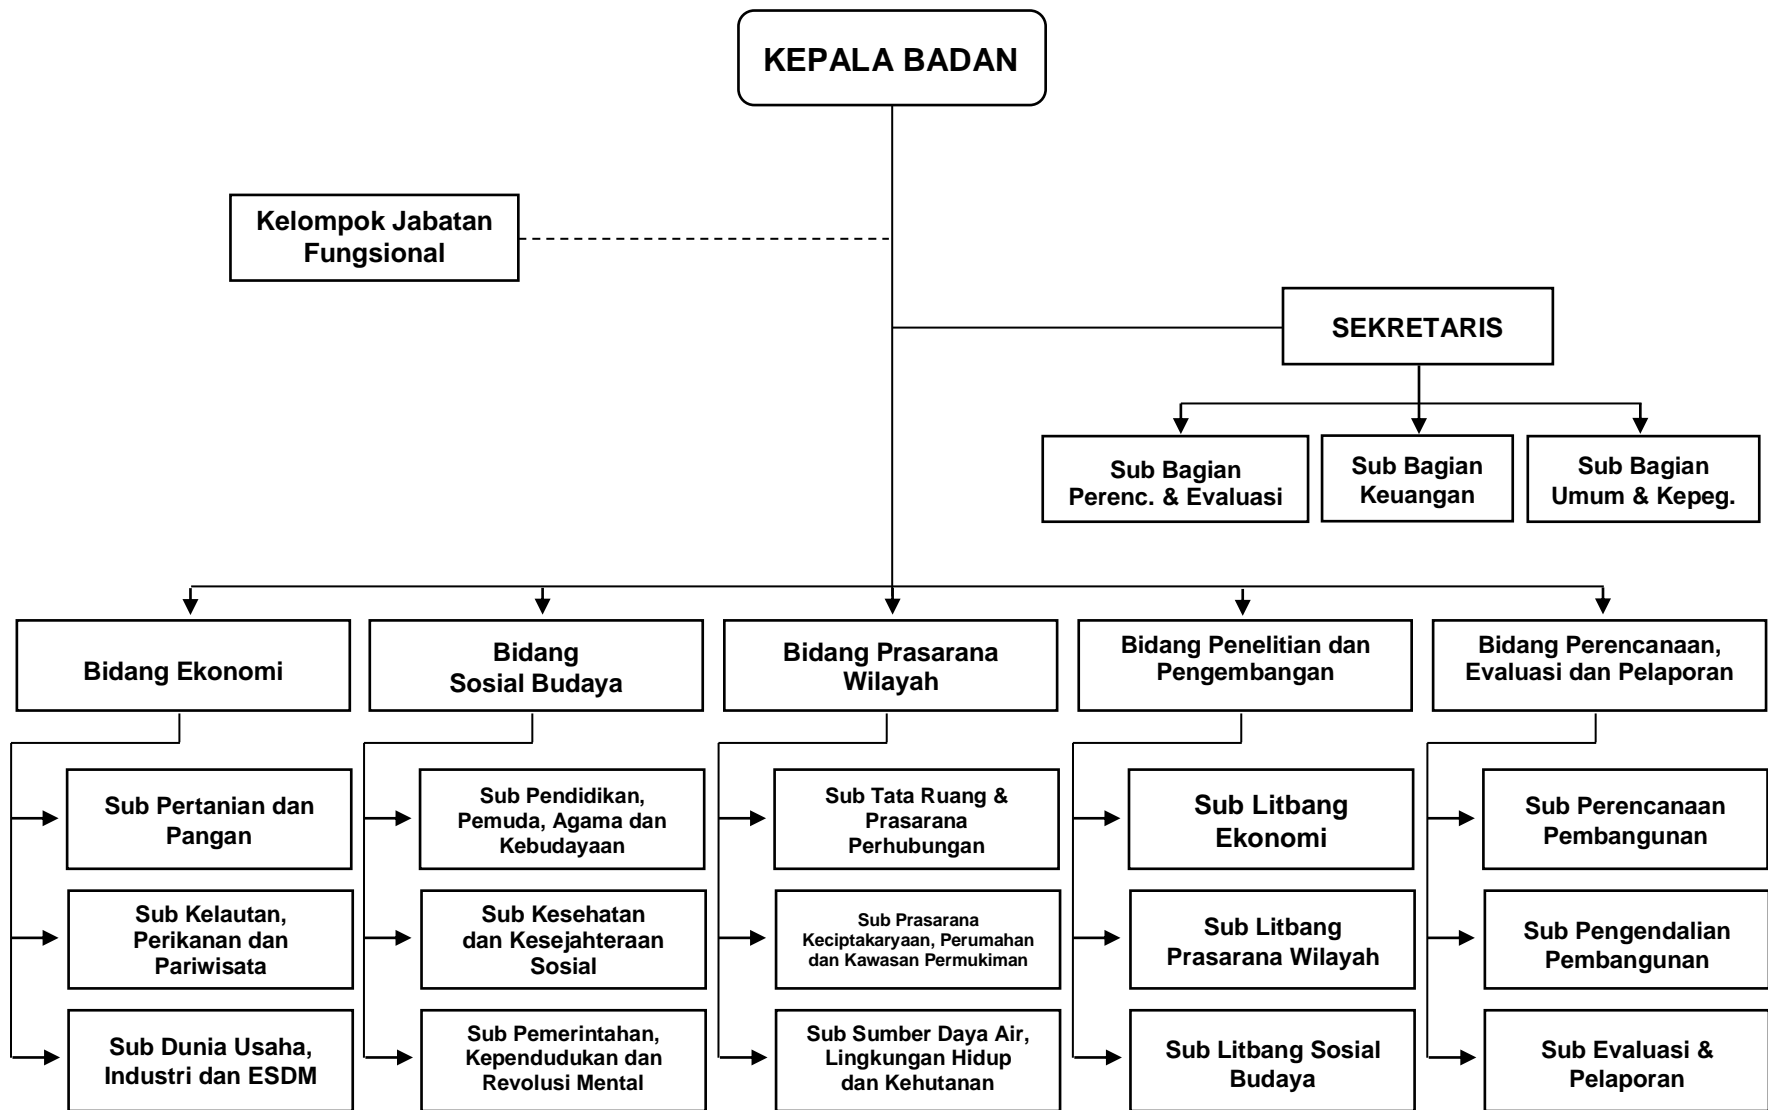 KEPALA BADAN
Kelompok Jabatan
Fungsional
SEKRETARIS
Sub Bagian
Perenc. & Evaluasi
Sub Bagian
Keuangan
Sub Bagian
Umum & Kepeg.
Bidang Ekonomi
Bidang
Sosial Budaya
Bidang Prasarana
Wilayah
Bidang Penelitian dan
Pengembangan
Bidang Perencanaan,
Evaluasi dan Pelaporan
Sub Pertanian dan
Pangan
Sub Pendidikan,
Pemuda, Agama dan
Kebudayaan
Sub Tata Ruang &
Prasarana
Perhubungan
Sub Litbang
Ekonomi
Sub Perencanaan
Pembangunan
Sub Kelautan,
Perikanan dan
Pariwisata
Sub Kesehatan
dan Kesejahteraan
Sosial
Sub Prasarana
Keciptakaryaan, Perumahan
dan Kawasan Permukiman
Sub Litbang
Prasarana Wilayah
Sub Pengendalian
Pembangunan
Sub Dunia Usaha,
Industri dan ESDM
Sub Pemerintahan,
Kependudukan dan
Revolusi Mental
Sub Sumber Daya Air,
Lingkungan Hidup
dan Kehutanan
Sub Litbang Sosial
Budaya
Sub Evaluasi &
Pelaporan